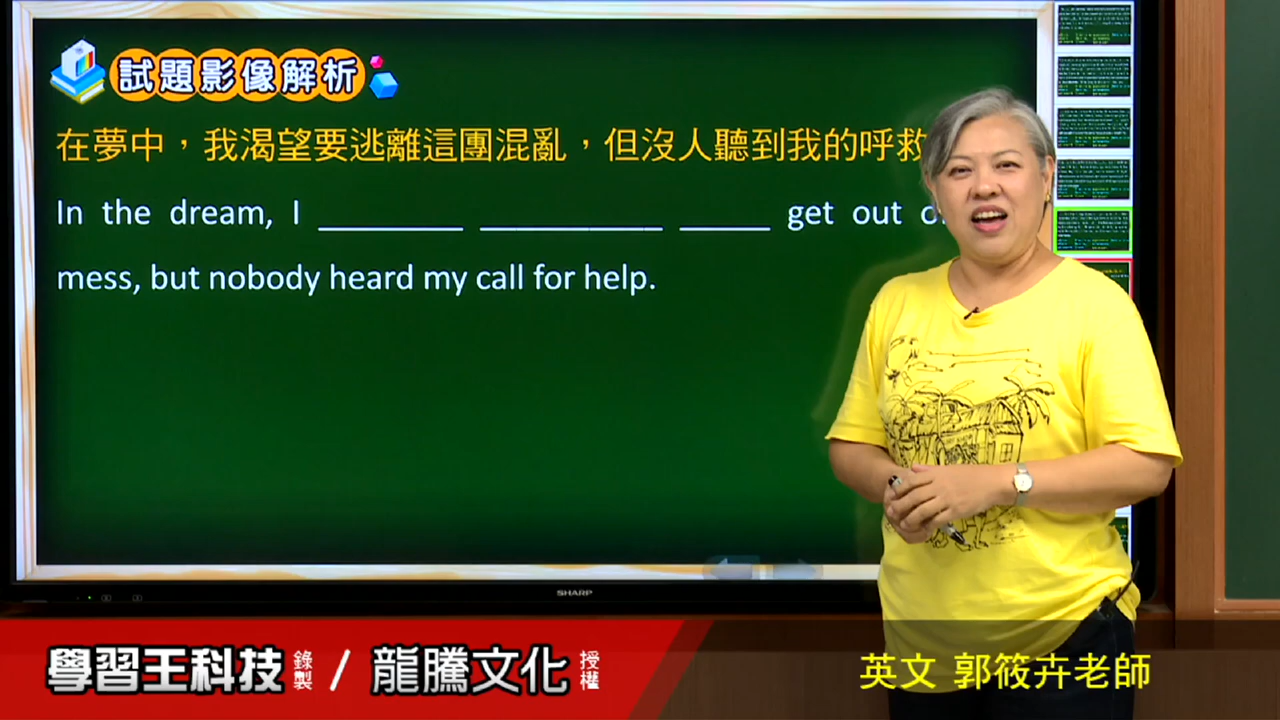 試題影像解析
在夢中，我渴望要逃離這團混亂，但沒人聽到我的呼救
In the dream, I ________ __________ _____ get out
mess, but nobody heard my call for help.
SHARP
學習王科技 錄製 / 龍騰文化 授權
英文 郭筱卉老師